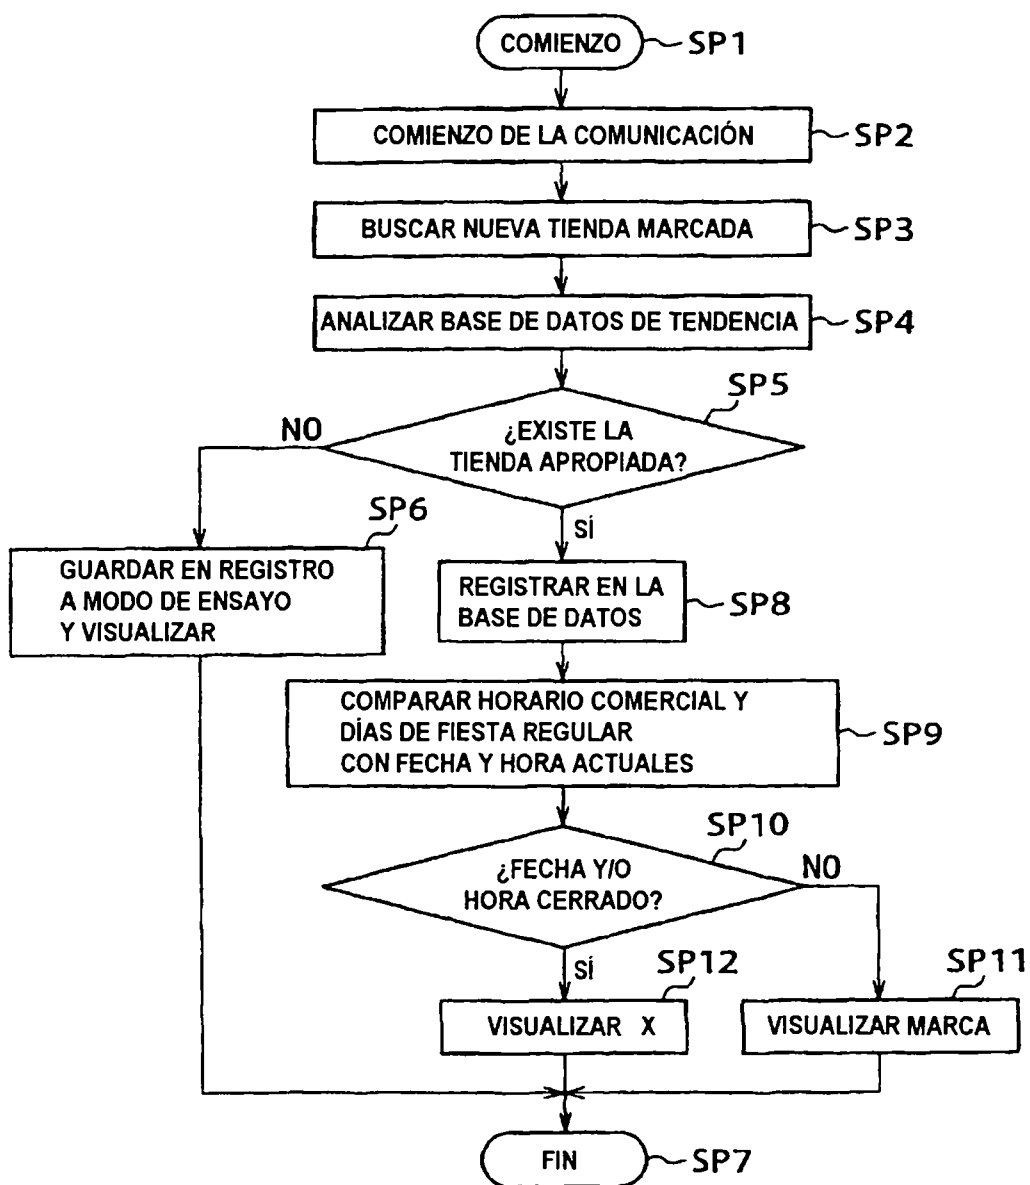 COMIENZO
SP1
COMIENZO DE LA COMUNICACIÓN
SP2
BUSCAR NUEVA TIENDA MARCADA
SP3
ANALIZAR BASE DE DATOS DE TENDENCIA
SP4
SP5
¿EXISTE LA
TIENDA APROPIADA?
NO
SÍ
SP6
GUARDAR EN REGISTRO
A MODO DE ENSAYO
Y VISUALIZAR
REGISTRAR EN LA
BASE DE DATOS
SP8
COMPARAR HORARIO COMERCIAL Y
DÍAS DE FIESTA REGULAR
CON FECHA Y HORA ACTUALES
SP9
SP10
¿FECHA Y/O
HORA CERRADO?
NO
SÍ
SP12
VISUALIZAR X
SP11
VISUALIZAR MARCA
FIN
SP7